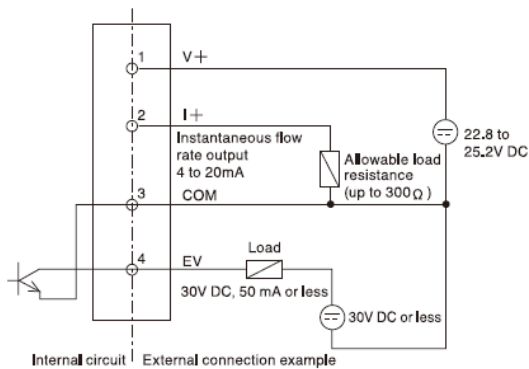 1
V+
2
I+
Instantaneous flow
rate output
4 to 20mA
Allowable load
resistance
(up to 300Ω)
22.8 to
25.2V DC
3
COM
4
EV
Load
30V DC, 50 mA or less
30V DC or less
Internal circuit
External connection example